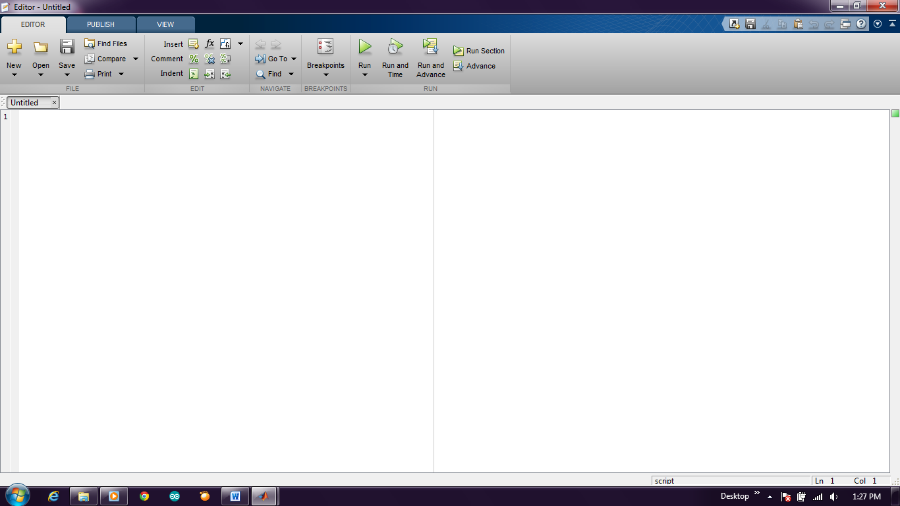 Editor - Untitled
EDITOR PUBLISH VIEW
New Open Save Find Files Compare Print
FILE
Insert fx
Comment %
Indent
EDIT
Go To
Find
NAVIGATE
Breakpoints
BREAKPOINTS
Run Run and Time Run and Advance Run Section Advance
RUN
Untitled ×
1
script Ln 1 Col 1
Desktop » 1:27 PM